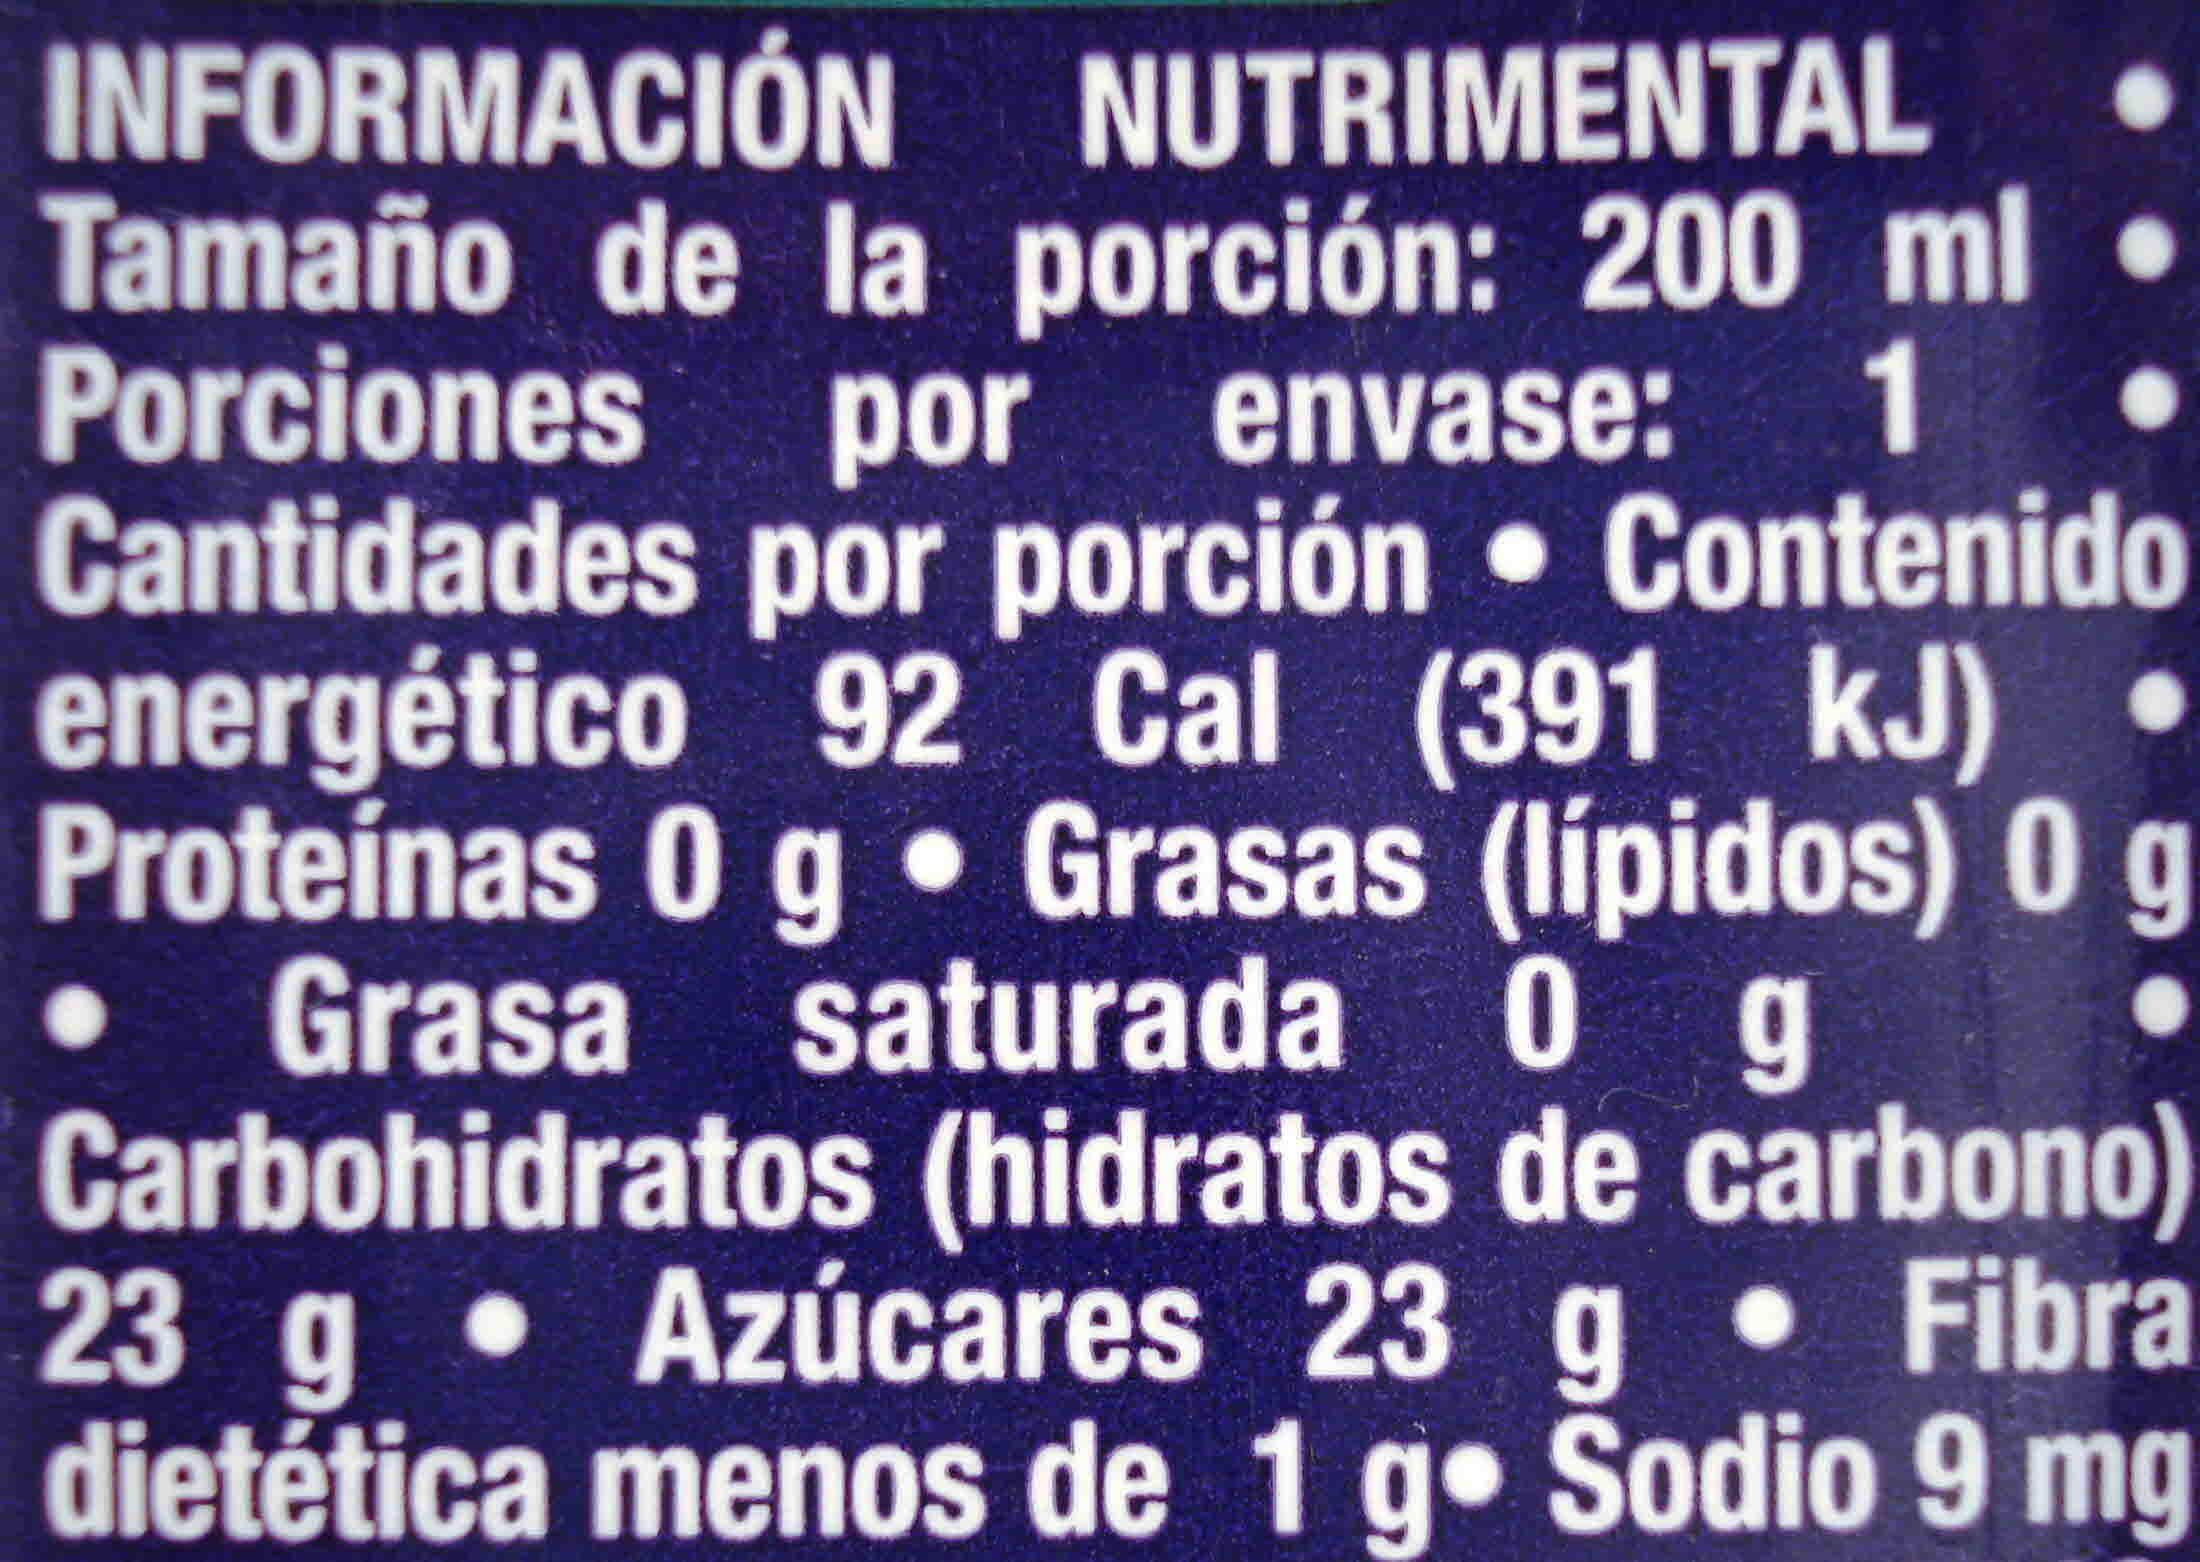 INFORMACIÓN NUTRIMENTAL •
Tamaño de la porción: 200 ml •
Porciones por envase: 1 •
Cantidades por porción • Contenido
energético 92 Cal (391 kJ) •
Proteínas 0 g • Grasas (lípidos) 0 g
• Grasa saturada 0 g •
Carbohidratos (hidratos de carbono)
23 g • Azúcares 23 g • Fibra
dietética menos de 1 g• Sodio 9 mg